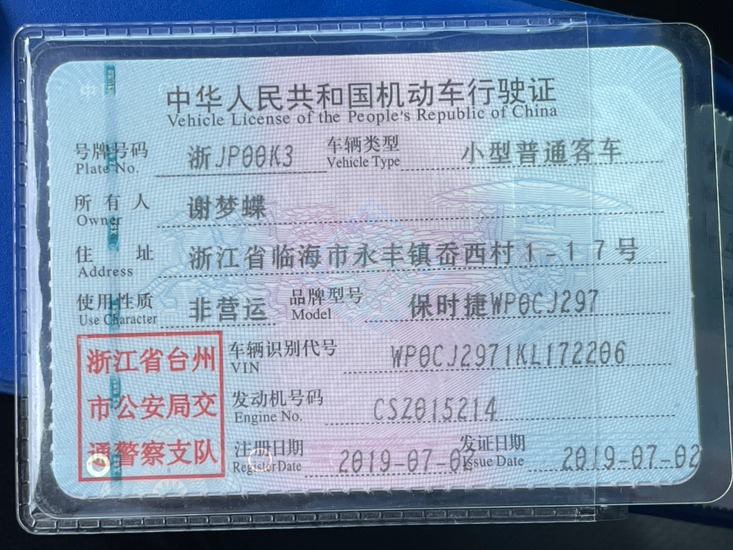 中华人民共和国机动车行驶证
Vehicle License of the People's Republic of China
号牌号码 浙JP00K3 车辆类型 小型普通客车
Plate No. Vehicle Type
所有人 谢梦蝶
Owner
住址 浙江省临海市永丰镇岙西村1-17号
Address
使用性质 非营运 品牌型号 保时捷WP0CJ297
Use Character Model
浙江省台州 车辆识别代号 WP0CJ2971KL172206
VIN
市公安局交 发动机号码 CSZ015214
Engine No.
通警察支队 注册日期 2019-07-02 发证日期 2019-07-02
Register Date Issue Date